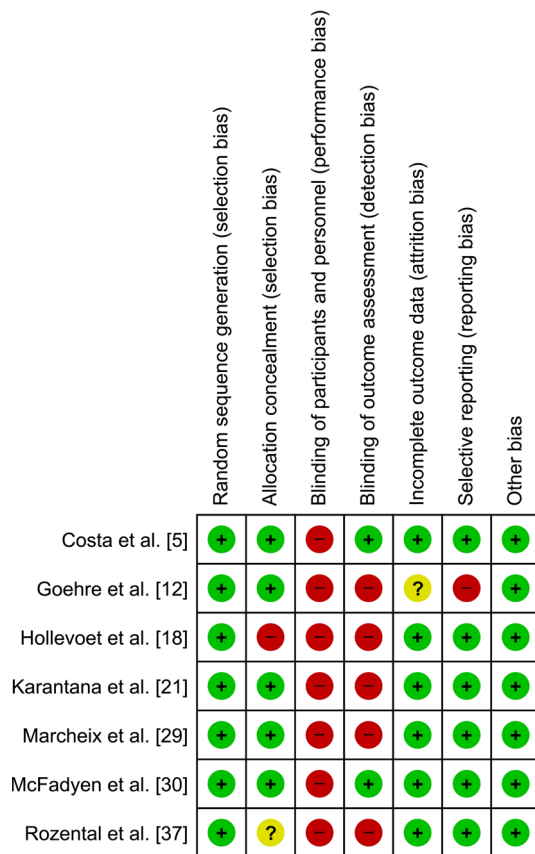 Random sequence generation (selection bias)
Allocation concealment (selection bias)
Blinding of participants and personnel (performance bias)
Blinding of outcome assessment (detection bias)
Incomplete outcome data (attrition bias)
Selective reporting (reporting bias)
Other bias
Costa et al. [5] + + − + + + +
Goehre et al. [12] + + − − ? − +
Hollevoet et al. [18] + − − − + + +
Karantana et al. [21] + + − − + + +
Marcheix et al. [29] + + − − + + +
McFadyen et al. [30] + + − + + + +
Rozental et al. [37] + ? − − + + +